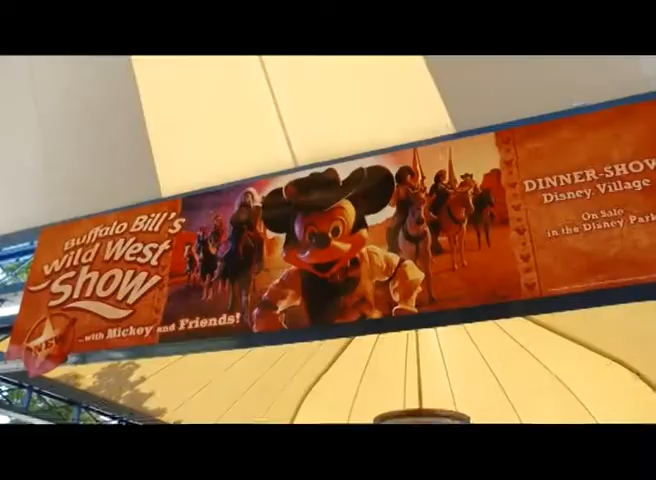 Buffalo Bill's
Wild West
Show
...with Mickey and Friends!
NEW
DINNER-SHOW
Disney Village
On Sale
in the Disney Park